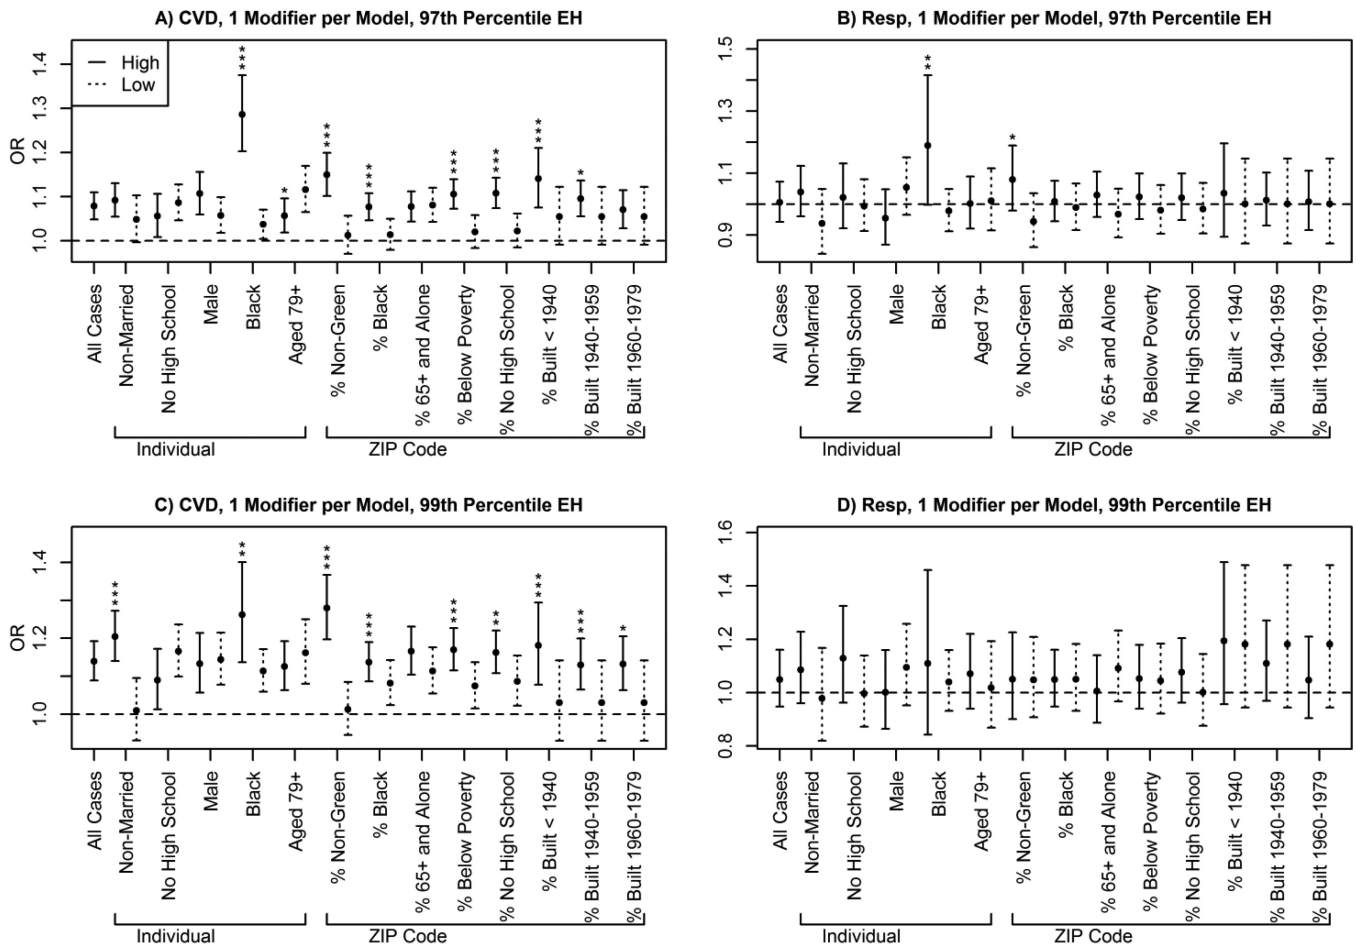 A) CVD, 1 Modifier per Model, 97th Percentile EH
High
Low
OR
1.0
1.1
1.2
1.3
1.4
***
***
*
***
***
***
***
***
*
All Cases
Non-Married
No High School
Male
Black
Aged 79+
% Non-Green
% Black
% 65+ and Alone
% Below Poverty
% No High School
% Built < 1940
% Built 1940-1959
% Built 1960-1979
Individual
ZIP Code
B) Resp, 1 Modifier per Model, 97th Percentile EH
0.9
1.1
1.3
1.5
**
*
All Cases
Non-Married
No High School
Male
Black
Aged 79+
% Non-Green
% Black
% 65+ and Alone
% Below Poverty
% No High School
% Built < 1940
% Built 1940-1959
% Built 1960-1979
Individual
ZIP Code
C) CVD, 1 Modifier per Model, 99th Percentile EH
OR
1.0
1.2
1.4
***
**
***
***
***
**
***
***
*
All Cases
Non-Married
No High School
Male
Black
Aged 79+
% Non-Green
% Black
% 65+ and Alone
% Below Poverty
% No High School
% Built < 1940
% Built 1940-1959
% Built 1960-1979
Individual
ZIP Code
D) Resp, 1 Modifier per Model, 99th Percentile EH
0.8
1.0
1.2
1.4
1.6
All Cases
Non-Married
No High School
Male
Black
Aged 79+
% Non-Green
% Black
% 65+ and Alone
% Below Poverty
% No High School
% Built < 1940
% Built 1940-1959
% Built 1960-1979
Individual
ZIP Code